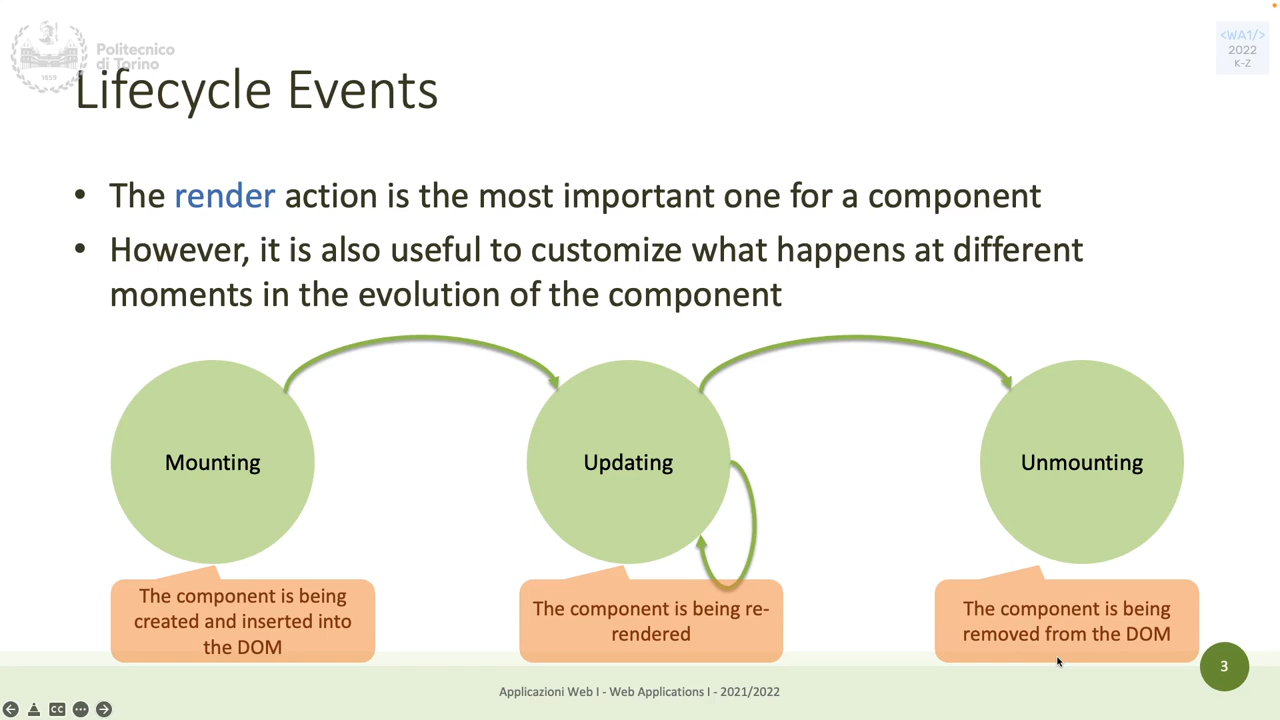 Politecnico
di Torino
1859
<WA1/>
2022
K-Z
Lifecycle Events
• The render action is the most important one for a component
• However, it is also useful to customize what happens at different
moments in the evolution of the component
Mounting
Updating
Unmounting
The component is being
created and inserted into
the DOM
The component is being re-
rendered
The component is being
removed from the DOM
3
Applicazioni Web I - Web Applications I - 2021/2022
CC